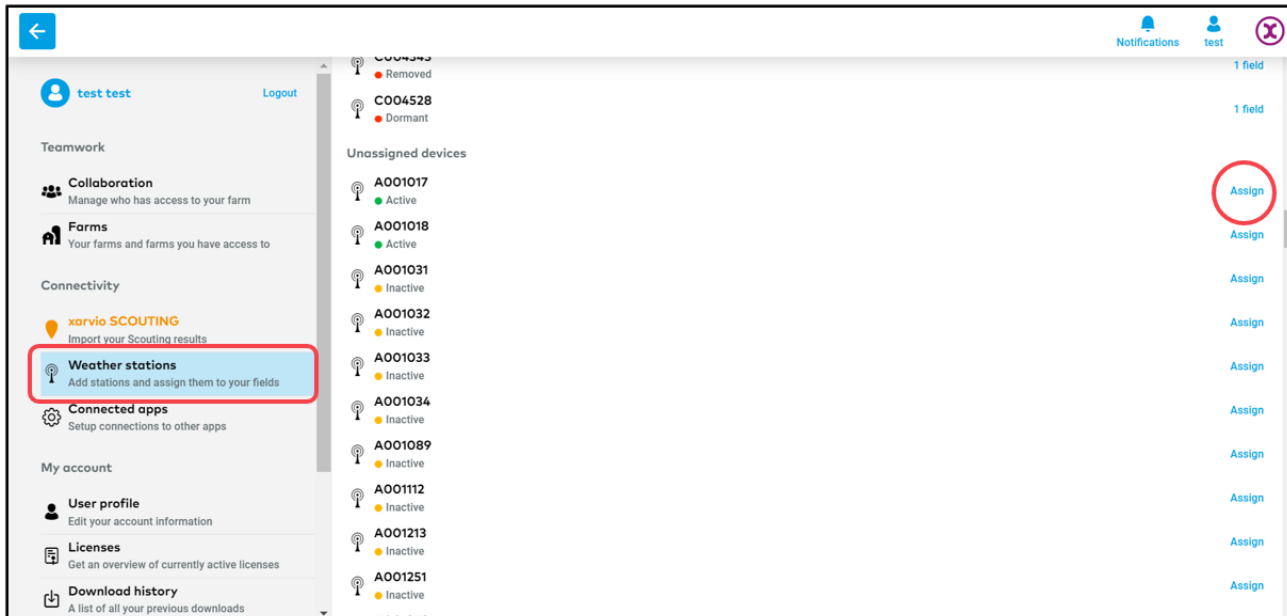 Notifications
test
test test
Logout
Teamwork
Collaboration
Manage who has access to your farm
Farms
Your farms and farms you have access to
Connectivity
xarvio SCOUTING
Import your Scouting results
Weather stations
Add stations and assign them to your fields
Connected apps
Setup connections to other apps
My account
User profile
Edit your account information
Licenses
Get an overview of currently active licenses
Download history
A list of all your previous downloads
Removed
1 field
C004528
Dormant
1 field
Unassigned devices
A001017
Active
Assign
A001018
Active
Assign
A001031
Inactive
Assign
A001032
Inactive
Assign
A001033
Inactive
Assign
A001034
Inactive
Assign
A001089
Inactive
Assign
A001112
Inactive
Assign
A001213
Inactive
Assign
A001251
Inactive
Assign